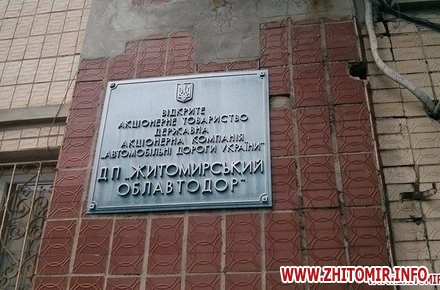 ВІДКРИТЕ
АКЦІОНЕРНЕ ТОВАРИСТВО
ДЕРЖАВНА
АКЦІОНЕРНА КОМПАНІЯ
„АВТОМОБІЛЬНІ ДОРОГИ УКРАЇНИ"
ДП „ЖИТОМИРСЬКИЙ
ОБЛАВТОДОР"
WWW.ZHITOMIR.INFO